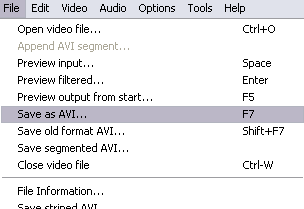 File Edit Video Audio Options Tools Help
Open video file... Ctrl+O
Append AVI segment...
Preview input... Space
Preview filtered... Enter
Preview output from start... F5
Save as AVI... F7
Save old format AVI... Shift+F7
Save segmented AVI...
Close video file Ctrl-W
File Information...
Save striped AVI